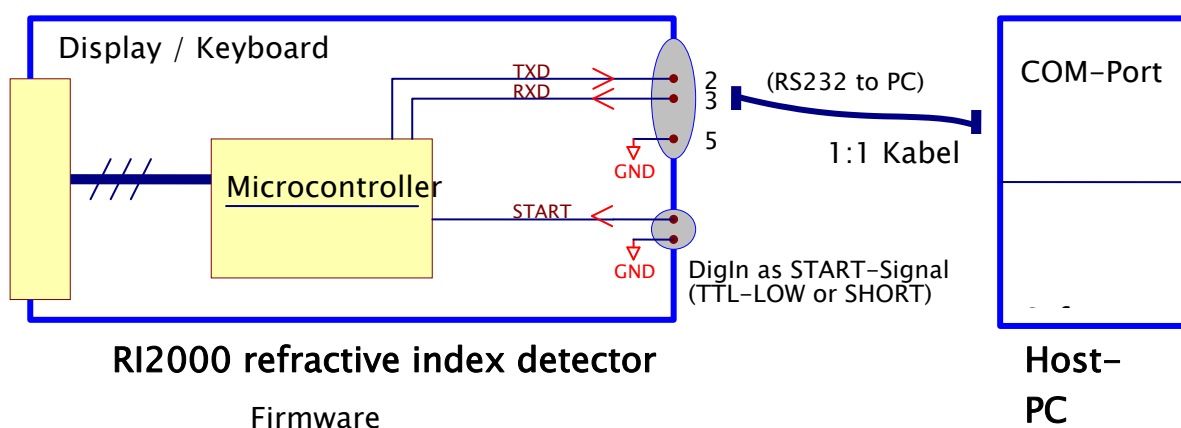 Display / Keyboard
TXD
RXD
2
3
5
GND
(RS232 to PC)
1:1 Kabel
COM-Port
Microcontroller
START
GND
DigIn as START-Signal
(TTL-LOW or SHORT)
RI2000 refractive index detector
Host-
PC
Firmware